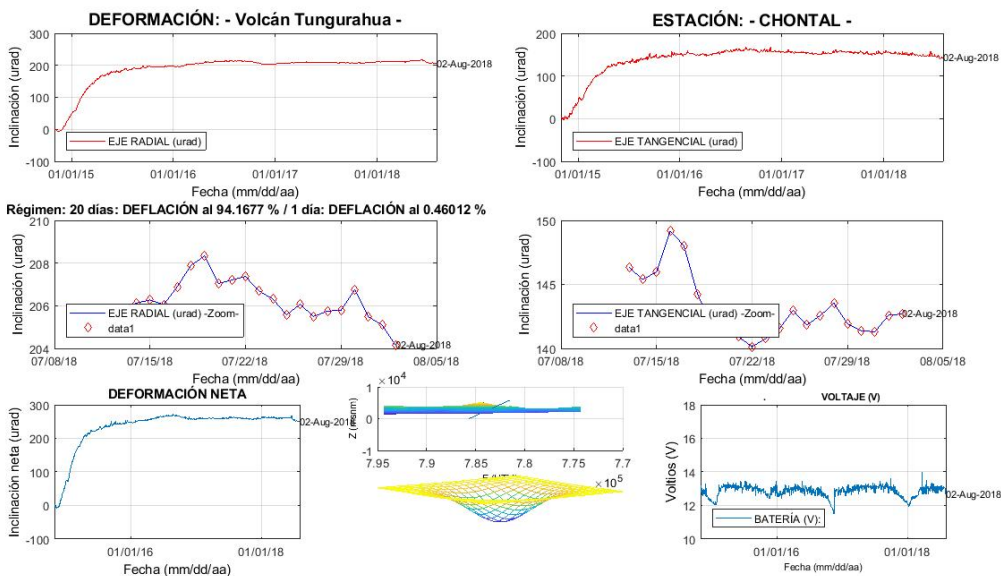 DEFORMACIÓN: - Volcán Tungurahua -
300
200
100
0
-100
Inclinación (urad)
02-Aug-2018
EJE RADIAL (urad)
01/01/15
01/01/16
01/01/17
01/01/18
Fecha (mm/dd/aa)
ESTACIÓN: - CHONTAL -
200
100
0
-100
Inclinación (urad)
02-Aug-2018
EJE TANGENCIAL (urad)
01/01/15
01/01/16
01/01/17
01/01/18
Fecha (mm/dd/aa)
Régimen: 20 días: DEFLACIÓN al 94.1677 % / 1 día: DEFLACIÓN al 0.46012 %
210
208
206
204
Inclinación (urad)
EJE RADIAL (urad) -Zoom-
data1
02-Aug-2018
07/08/18
07/15/18
07/22/18
07/29/18
08/05/18
Fecha (mm/dd/aa)
150
145
143
140
Inclinación (urad)
EJE TANGENCIAL (urad) -Zoom-
data1
02-Aug-2018
07/08/18
07/15/18
07/22/18
07/29/18
08/05/18
Fecha (mm/dd/aa)
DEFORMACIÓN NETA
300
200
100
0
-100
Inclinación neta (urad)
02-Aug-2018
01/01/16
01/01/18
Fecha (mm/dd/aa)
×10⁴
1
0
-1
Z (msnm)
7.95
7.9
7.85
7.8
7.75
7.7
×10⁵
VOLTAJE (V)
18
16
14
12
10
Voltios (V)
02-Aug-2018
BATERÍA (V):
01/01/16
01/01/18
Fecha (mm/dd/aa)